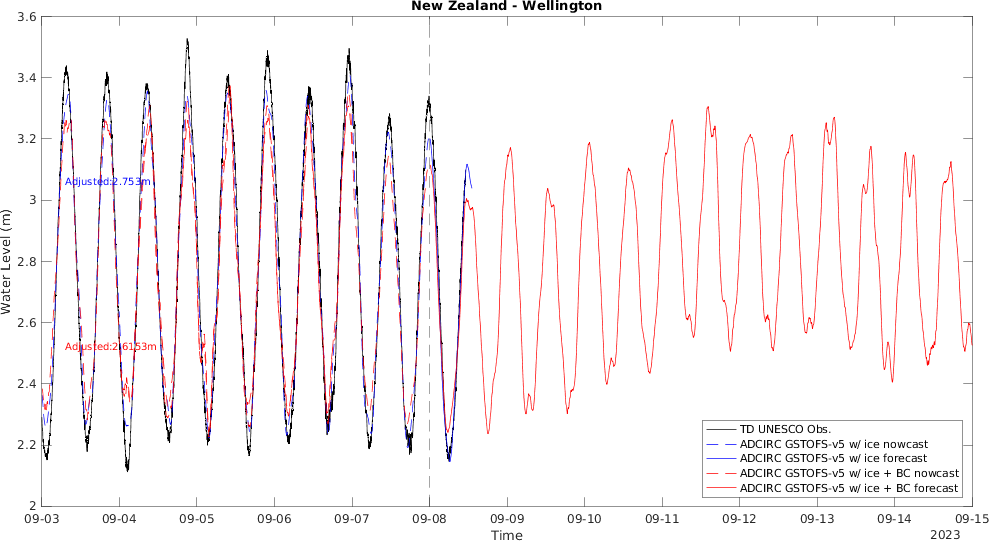 New Zealand - Wellington
3.6
3.4
3.2
3
2.8
2.6
2.4
2.2
2
Water Level (m)
Adjusted:2.753m
Adjusted:2.6153m
TD UNESCO Obs.
ADCIRC GSTOFS-v5 w/ ice nowcast
ADCIRC GSTOFS-v5 w/ ice forecast
ADCIRC GSTOFS-v5 w/ ice + BC nowcast
ADCIRC GSTOFS-v5 w/ ice + BC forecast
09-03 09-04 09-05 09-06 09-07 09-08 09-09 09-10 09-11 09-12 09-13 09-14 09-15
Time
2023